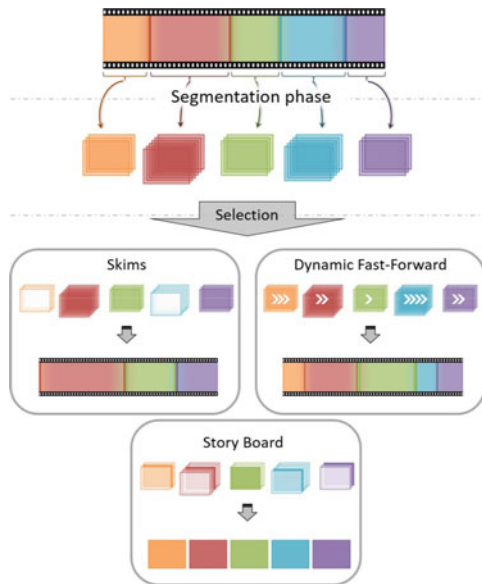 Segmentation phase
Selection
Skims
Dynamic Fast-Forward
Story Board